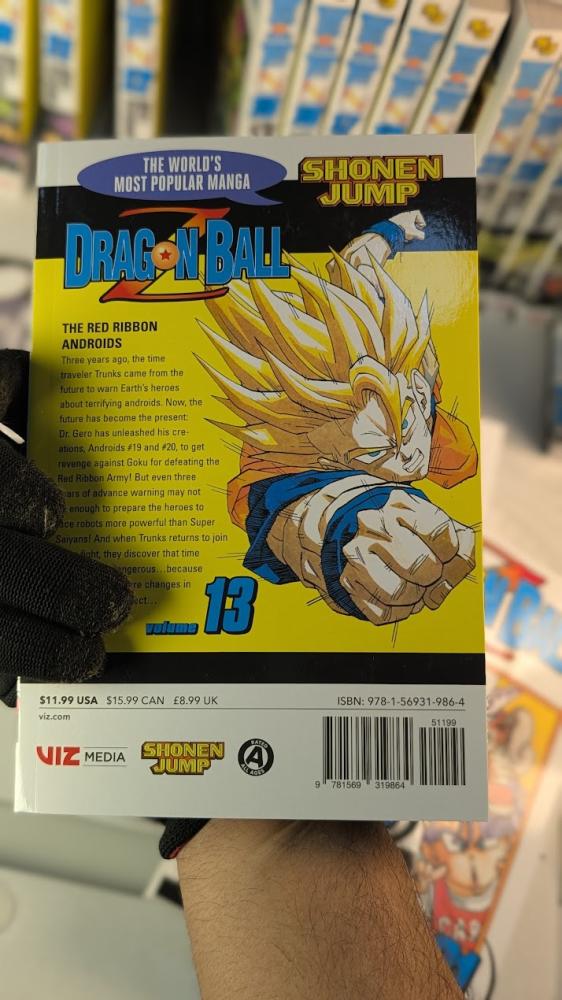 THE WORLD'S
MOST POPULAR MANGA
SHONEN
JUMP
DRAGON BALL
Z
THE RED RIBBON
ANDROIDS
Three years ago, the time
traveler Trunks came from the
future to warn Earth's heroes
about terrifying androids. Now, the
future has become the present:
Dr. Gero has unleashed his cre-
ations, Androids #19 and #20, to get
revenge against Goku for defeating the
Red Ribbon Army! But even three
of advance warning may not
enough to prepare the heroes to
robots more powerful than Super
Saiyans! And when Trunks returns to join
fight, they discover that time
because
changes in
volume 13
$11.99 USA $15.99 CAN £8.99 UK
ISBN: 978-1-56931-986-4
viz.com
51199
VIZ MEDIA
SHONEN
JUMP
RATED
A
ALL AGES
9 781569 319864